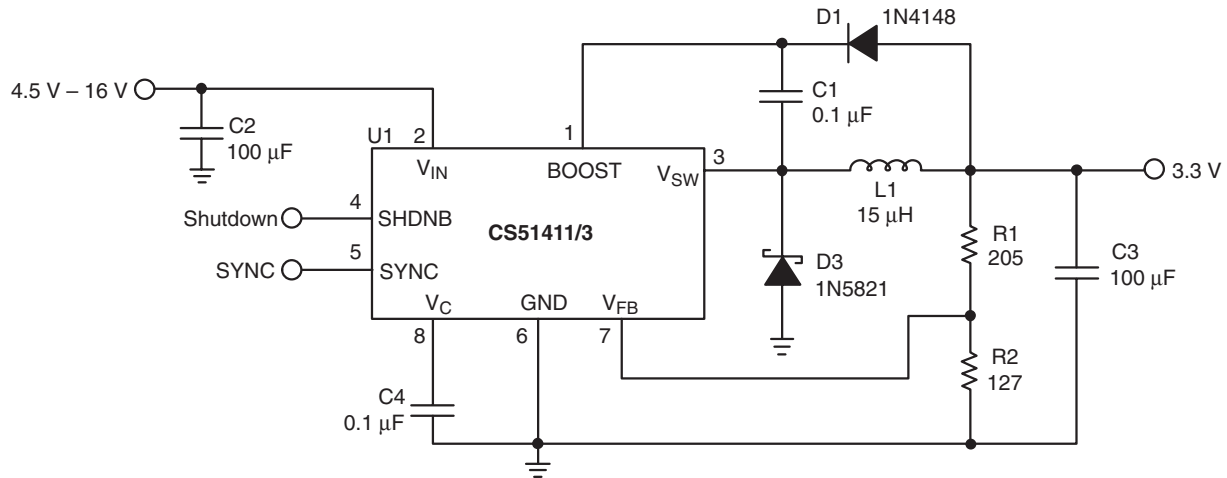 D1
1N4148
4.5 V – 16 V
C1
0.1 μF
C2
100 μF
U1
2
1
3
V_IN
BOOST
V_SW
3.3 V
L1
15 μH
Shutdown
4
SHDNB
CS51411/3
R1
205
SYNC
5
SYNC
D3
1N5821
C3
100 μF
V_C
GND
V_FB
8
6
7
R2
127
C4
0.1 μF